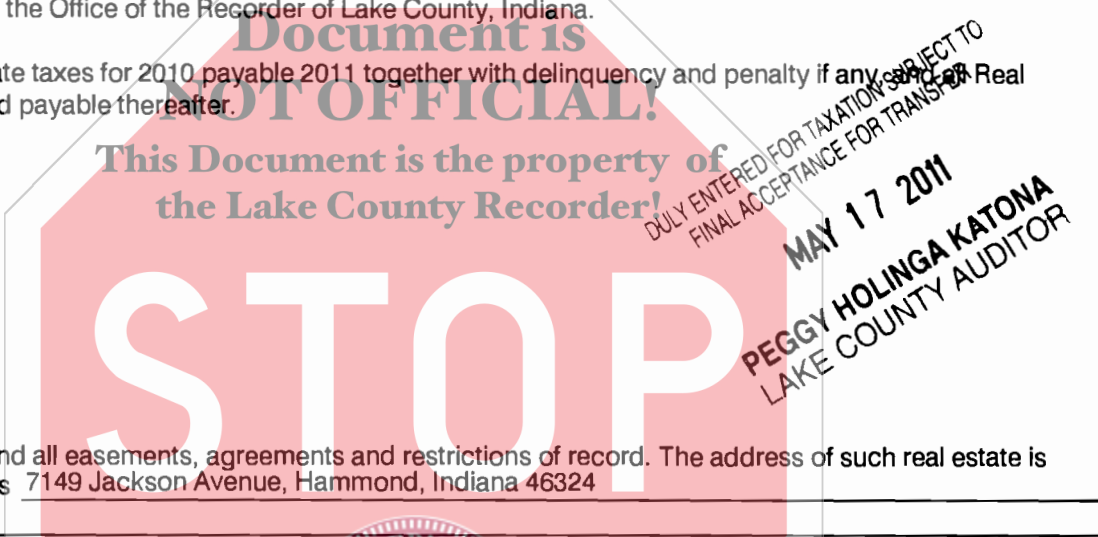 the Office of the Recorder of Lake County, Indiana.
Document is
te taxes for 2010 payable 2011 together with delinquency and penalty if any, and all Real
NOT OFFICIAL!
d payable thereafter.
This Document is the property of
the Lake County Recorder!
DULY ENTERED FOR TAXATION SUBJECT TO
FINAL ACCEPTANCE FOR TRANSFER
MAY 17 2011
PEGGY HOLINGA KATONA
LAKE COUNTY AUDITOR
STOP
nd all easements, agreements and restrictions of record. The address of such real estate is
s 7149 Jackson Avenue, Hammond, Indiana 46324